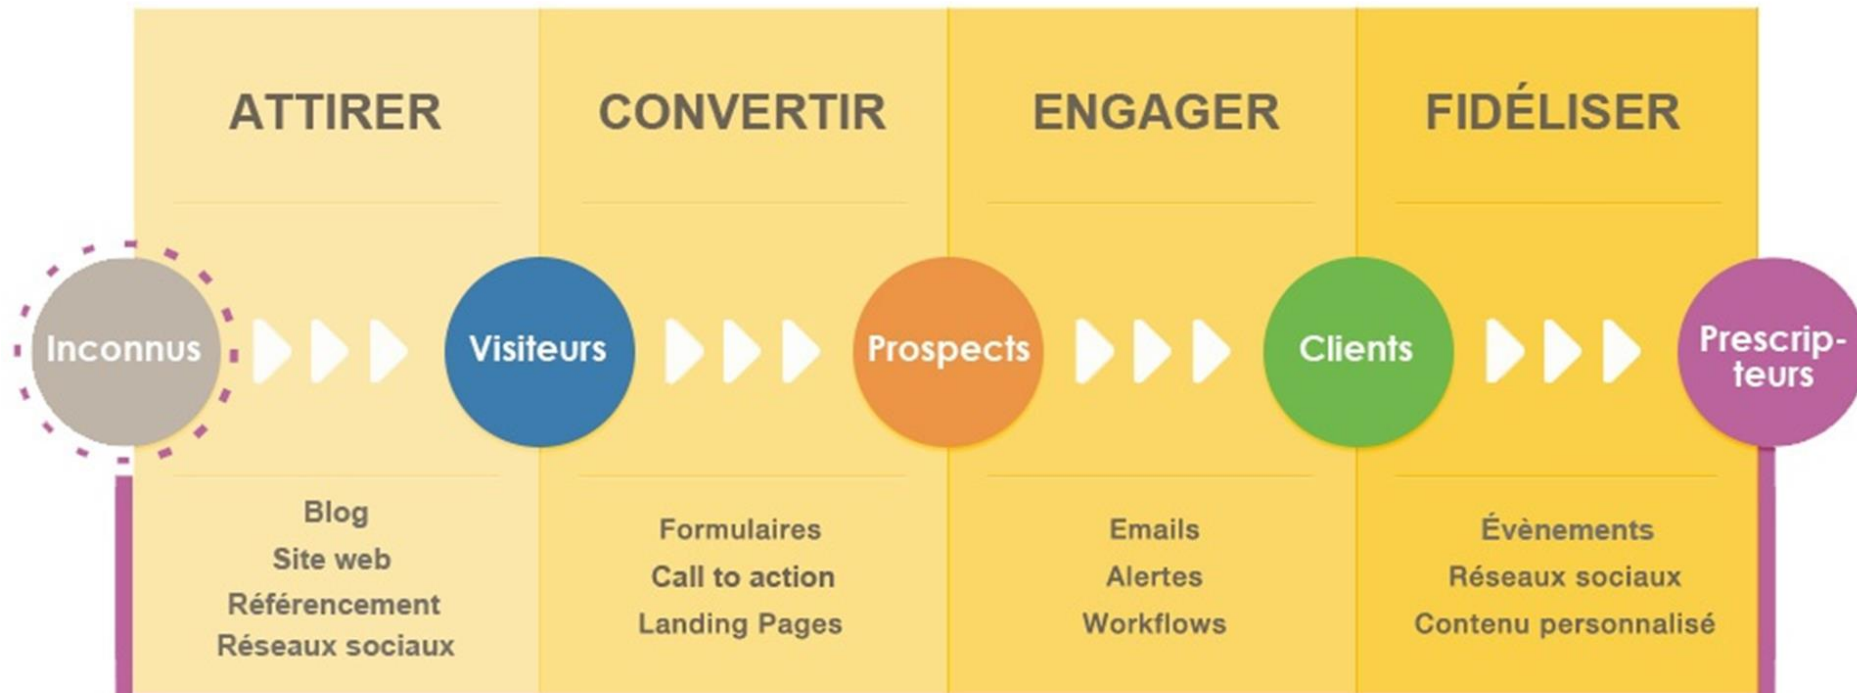 ATTIRER
CONVERTIR
ENGAGER
FIDÉLISER
Inconnus
Visiteurs
Prospects
Clients
Prescrip-
teurs
Blog
Site web
Référencement
Réseaux sociaux
Formulaires
Call to action
Landing Pages
Emails
Alertes
Workflows
Évènements
Réseaux sociaux
Contenu personnalisé